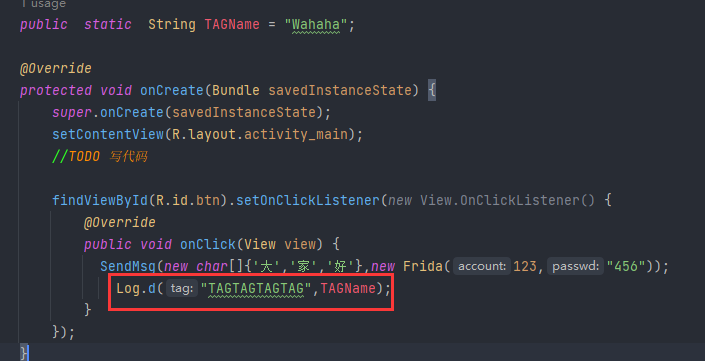 1 usage
public static String TAGName = "Wahaha";
@Override
protected void onCreate(Bundle savedInstanceState) {
super.onCreate(savedInstanceState);
setContentView(R.layout.activity_main);
//TODO 写代码
findViewById(R.id.btn).setOnClickListener(new View.OnClickListener() {
@Override
public void onClick(View view) {
SendMsg(new char[]{'大','家','好'},new Frida( account: 123, passwd: "456"));
Log.d( tag: "TAGTAGTAGTAG",TAGName);
}
});
}